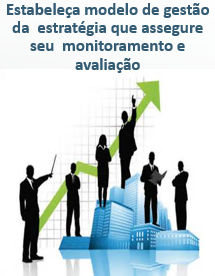 Estabeleça modelo de gestão
da estratégia que assegure
seu monitoramento e
avaliação